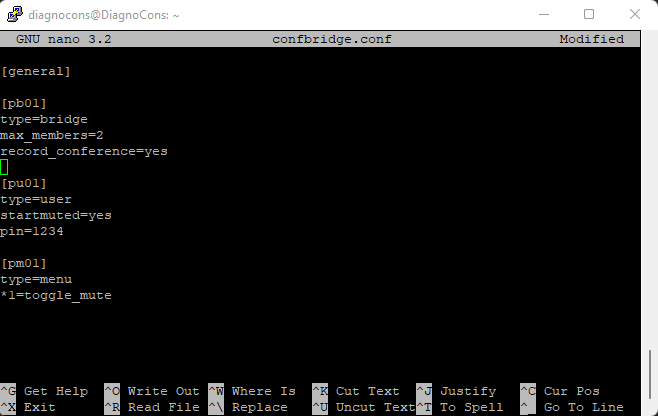 diagnocons@DiagnoCons: ~
GNU nano 3.2 confbridge.conf Modified
[general]
[pb01]
type=bridge
max_members=2
record_conference=yes
[pu01]
type=user
startmuted=yes
pin=1234
[pm01]
type=menu
*1=toggle_mute
^G Get Help ^O Write Out ^W Where Is ^K Cut Text ^J Justify ^C Cur Pos
^X Exit ^R Read File ^\ Replace ^U Uncut Text ^T To Spell ^_ Go To Line